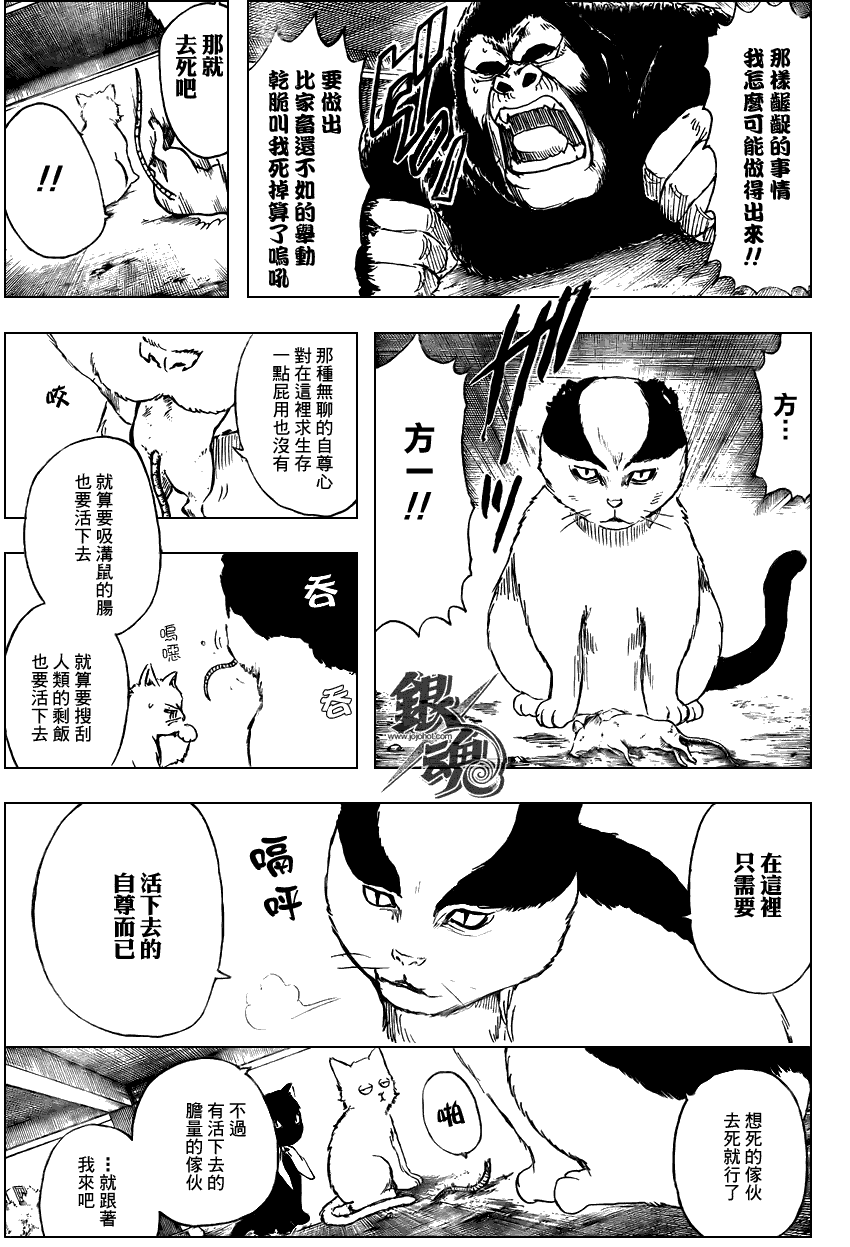 那樣齷齪的事情
我怎麼可能做得出來!!
要做出
比家畜還不如的舉動
乾脆叫我死掉算了嗚吼
那就
去死吧
!!
方…
方一!!
那種無聊的自尊心
對在這裡求生存
一點屁用也沒有
咬
就算要吸溝鼠的腸
也要活下去
吞
吞
嗚噁
就算要搜刮
人類的剩飯
也要活下去
銀魂
www.jojohot.com
在這裡
只需要
嗝呼
活下去的
自尊而已
想死的傢伙
去死就行了
啪
不過
有活下去的
膽量的傢伙
…就跟著
我來吧